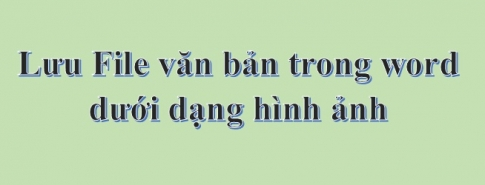 Lưu File văn bản trong word
dưới dạng hình ảnh